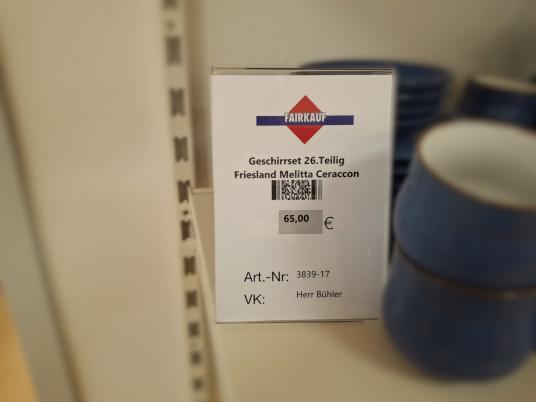 FAIRKAUF
Geschirrset 26.Teilig
Friesland Melitta Ceraccon
65,00 €
Art.-Nr: 3839-17
VK: Herr Bühler